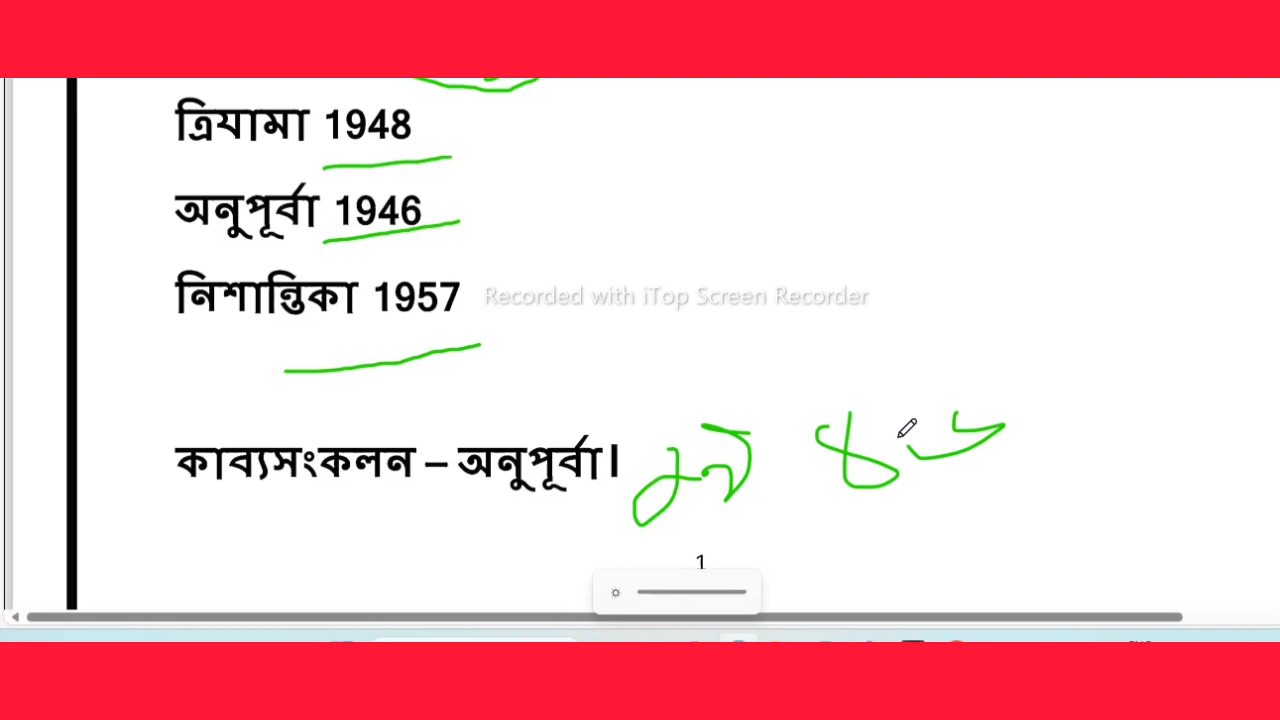 ত্রিযামা 1948
অনুপূর্বা 1946
নিশান্তিকা 1957
Recorded with iTop Screen Recorder
কাব্যসংকলন – অনুপূর্বা।
1